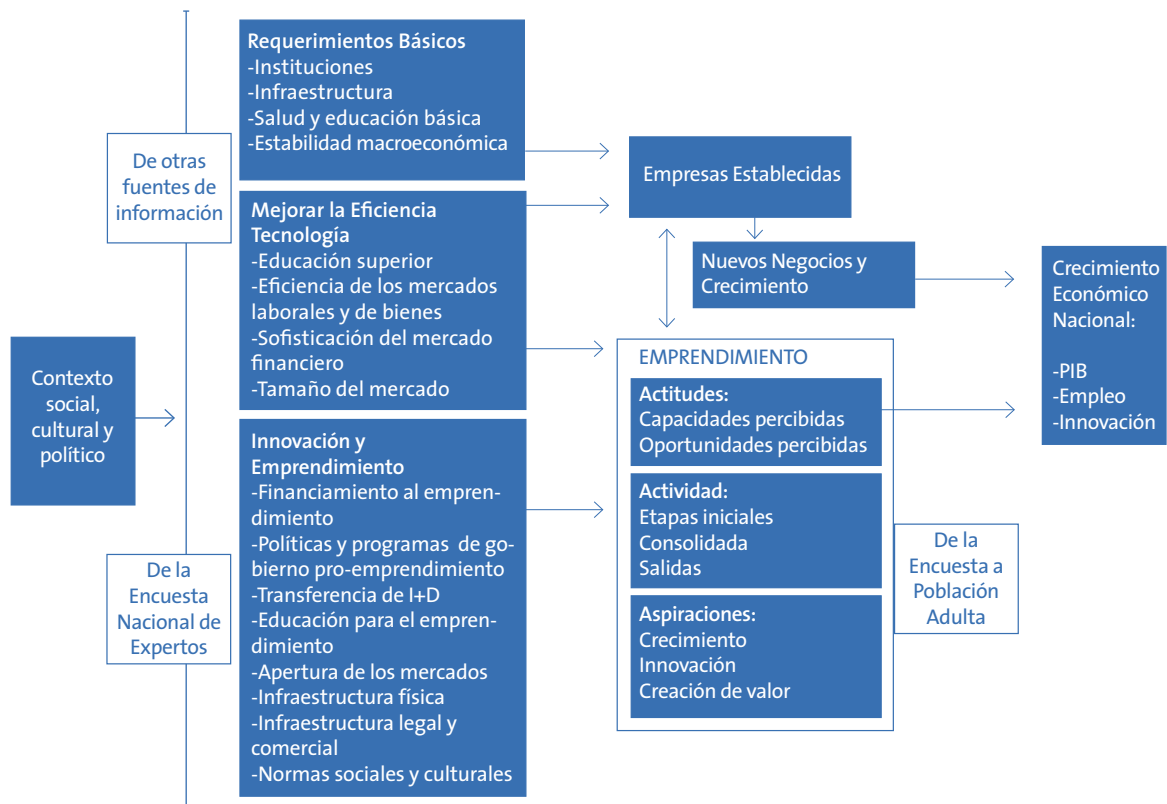 Contexto
social,
cultural y
político
De otras
fuentes de
información
De la
Encuesta
Nacional de
Expertos
Requerimientos Básicos
-Instituciones
-Infraestructura
-Salud y educación básica
-Estabilidad macroeconómica
Mejorar la Eficiencia
Tecnología
-Educación superior
-Eficiencia de los mercados
laborales y de bienes
-Sofisticación del mercado
financiero
-Tamaño del mercado
Innovación y
Emprendimiento
-Financiamiento al empren-
dimiento
-Políticas y programas de go-
bierno pro-emprendimiento
-Transferencia de I+D
-Educación para el empren-
dimiento
-Apertura de los mercados
-Infraestructura física
-Infraestructura legal y
comercial
-Normas sociales y culturales
Empresas Establecidas
Nuevos Negocios y
Crecimiento
EMPRENDIMIENTO
Actitudes:
Capacidades percibidas
Oportunidades percibidas
Actividad:
Etapas iniciales
Consolidada
Salidas
Aspiraciones:
Crecimiento
Innovación
Creación de valor
De la
Encuesta a
Población
Adulta
Crecimiento
Económico
Nacional:
-PIB
-Empleo
-Innovación